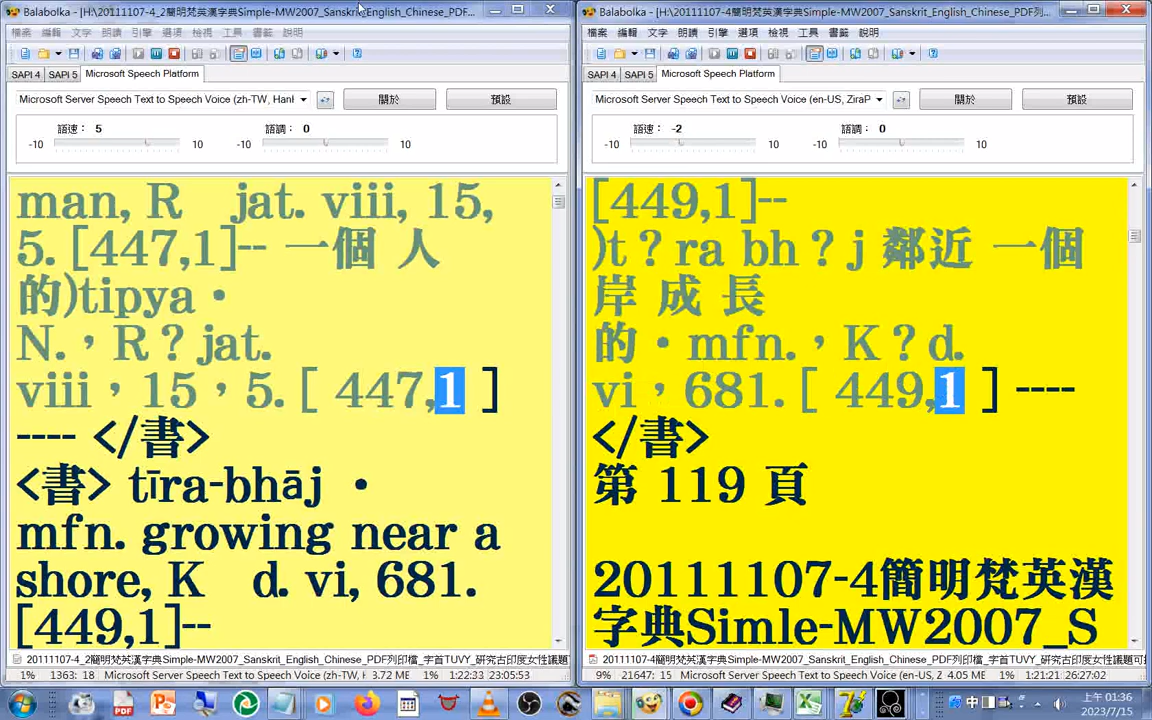 Balabolka - [H:\20111107-4_2簡明梵英漢字典Simple-MW2007_Sanskrit_English_Chinese_PDF...
檔案 編輯 文字 朗讀 引擎 選項 檢視 工具 書籤 說明
SAPI 4 SAPI 5 Microsoft Speech Platform
Microsoft Server Speech Text to Speech Voice (zh-TW, HanH
關於 預設
語速： 5 語調： 0
-10 10 -10 10
man, R jat. viii, 15,
5. [447,1]-- 一個 人
的)tipya •
N.，R？jat.
viii，15，5. [ 447,1 ]
---- </書>
<書> tīra-bhāj •
mfn. growing near a
shore, K d. vi, 681.
[449,1]--
20111107-4_2簡明梵英漢字典Simple-MW2007_Sanskrit_English_Chinese_PDF列印檔_字首TUVY_研究古印度女性議題
1% 1363: 18 Microsoft Server Speech Text to Speech Voice (zh-TW, H 3.72 MB 1% 1:22:33 23:05:53
Balabolka - [H:\20111107-4簡明梵英漢字典Simple-MW2007_Sanskrit_English_Chinese_PDF列...
檔案 編輯 文字 朗讀 引擎 選項 檢視 工具 書籤 說明
SAPI 4 SAPI 5 Microsoft Speech Platform
Microsoft Server Speech Text to Speech Voice (en-US, ZiraP
關於 預設
語速： -2 語調： 0
-10 10 -10 10
[449,1]--
)t？ra bh？j 鄰近 一個
岸 成 長
的 • mfn.，K？d.
vi，681. [ 449,1 ] ----
</書>
第 119 頁
20111107-4簡明梵英漢
字典Simle-MW2007_S
20111107-4簡明梵英漢字典Simple-MW2007_Sanskrit_English_Chinese_PDF列印檔_字首TUVY_研究古印度女性議題可
9% 21647: 15 Microsoft Server Speech Text to Speech Voice (en-US, Z 4.05 MB 1% 1:21:21 26:27:02
中
上午 01:36
2023/7/15